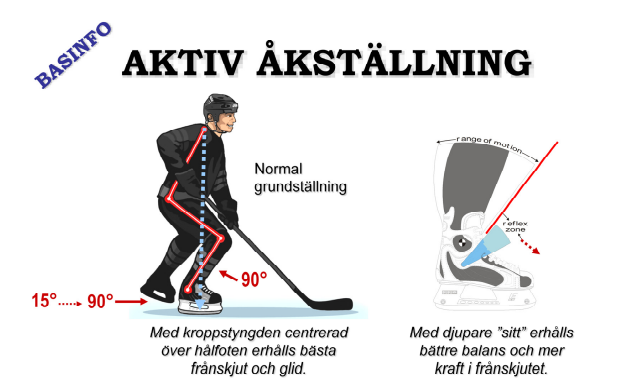 BASINFO
AKTIV ÅKSTÄLLNING
Normal
grundställning
range of motion
reflex
zone
90°
15° 90°
Med kroppstyngden centrerad
över hålfoten erhålls bästa
frånskjut och glid.
Med djupare "sitt" erhålls
bättre balans och mer
kraft i frånskjutet.